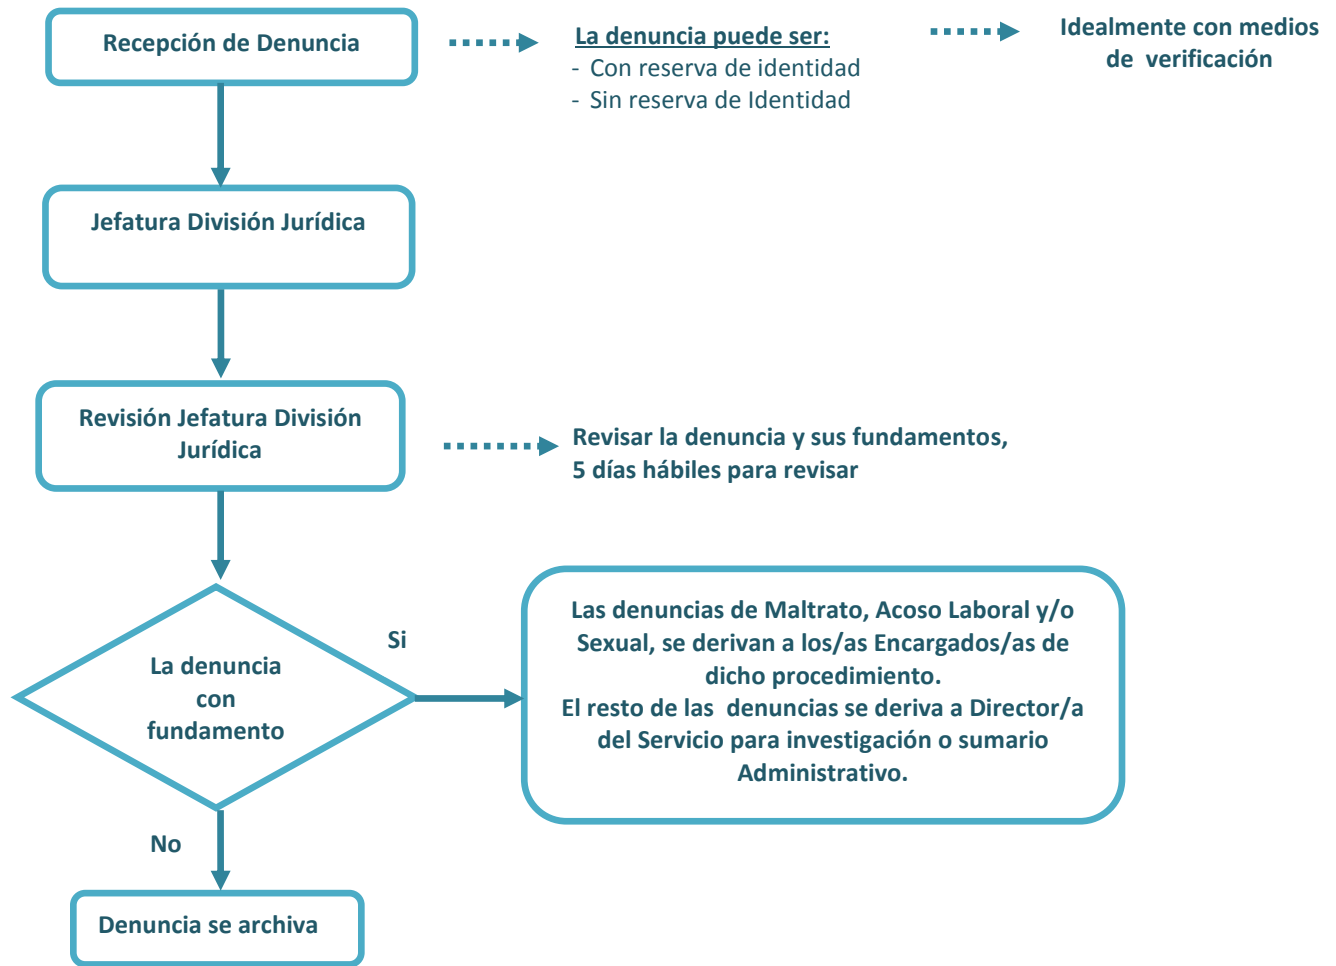 Recepción de Denuncia
La denuncia puede ser:
- Con reserva de identidad
- Sin reserva de Identidad
Idealmente con medios
de verificación
Jefatura División Jurídica
Revisión Jefatura División
Jurídica
Revisar la denuncia y sus fundamentos,
5 días hábiles para revisar
La denuncia
con
fundamento
Si
Las denuncias de Maltrato, Acoso Laboral y/o
Sexual, se derivan a los/as Encargados/as de
dicho procedimiento.
El resto de las denuncias se deriva a Director/a
del Servicio para investigación o sumario
Administrativo.
No
Denuncia se archiva